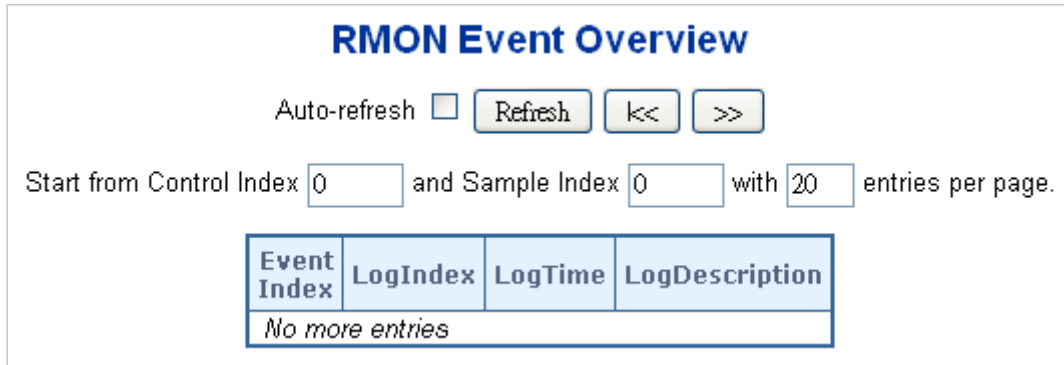 RMON Event Overview
Auto-refresh Refresh |<< >>
Start from Control Index 0 and Sample Index 0 with 20 entries per page.
Event Index LogIndex LogTime LogDescription
No more entries